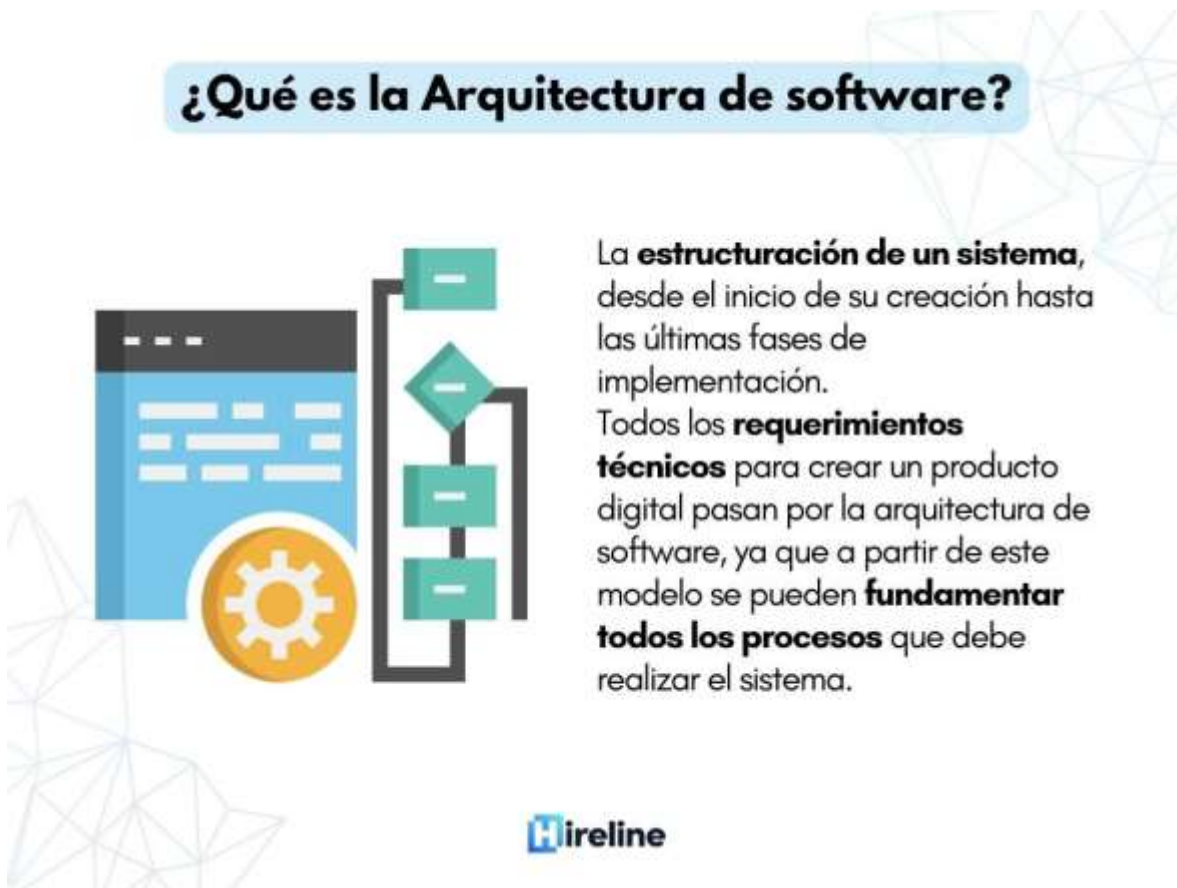 ¿Qué es la Arquitectura de software?
La estructuración de un sistema,
desde el inicio de su creación hasta
las últimas fases de
implementación.
Todos los requerimientos
técnicos para crear un producto
digital pasan por la arquitectura de
software, ya que a partir de este
modelo se pueden fundamentar
todos los procesos que debe
realizar el sistema.
Hireline